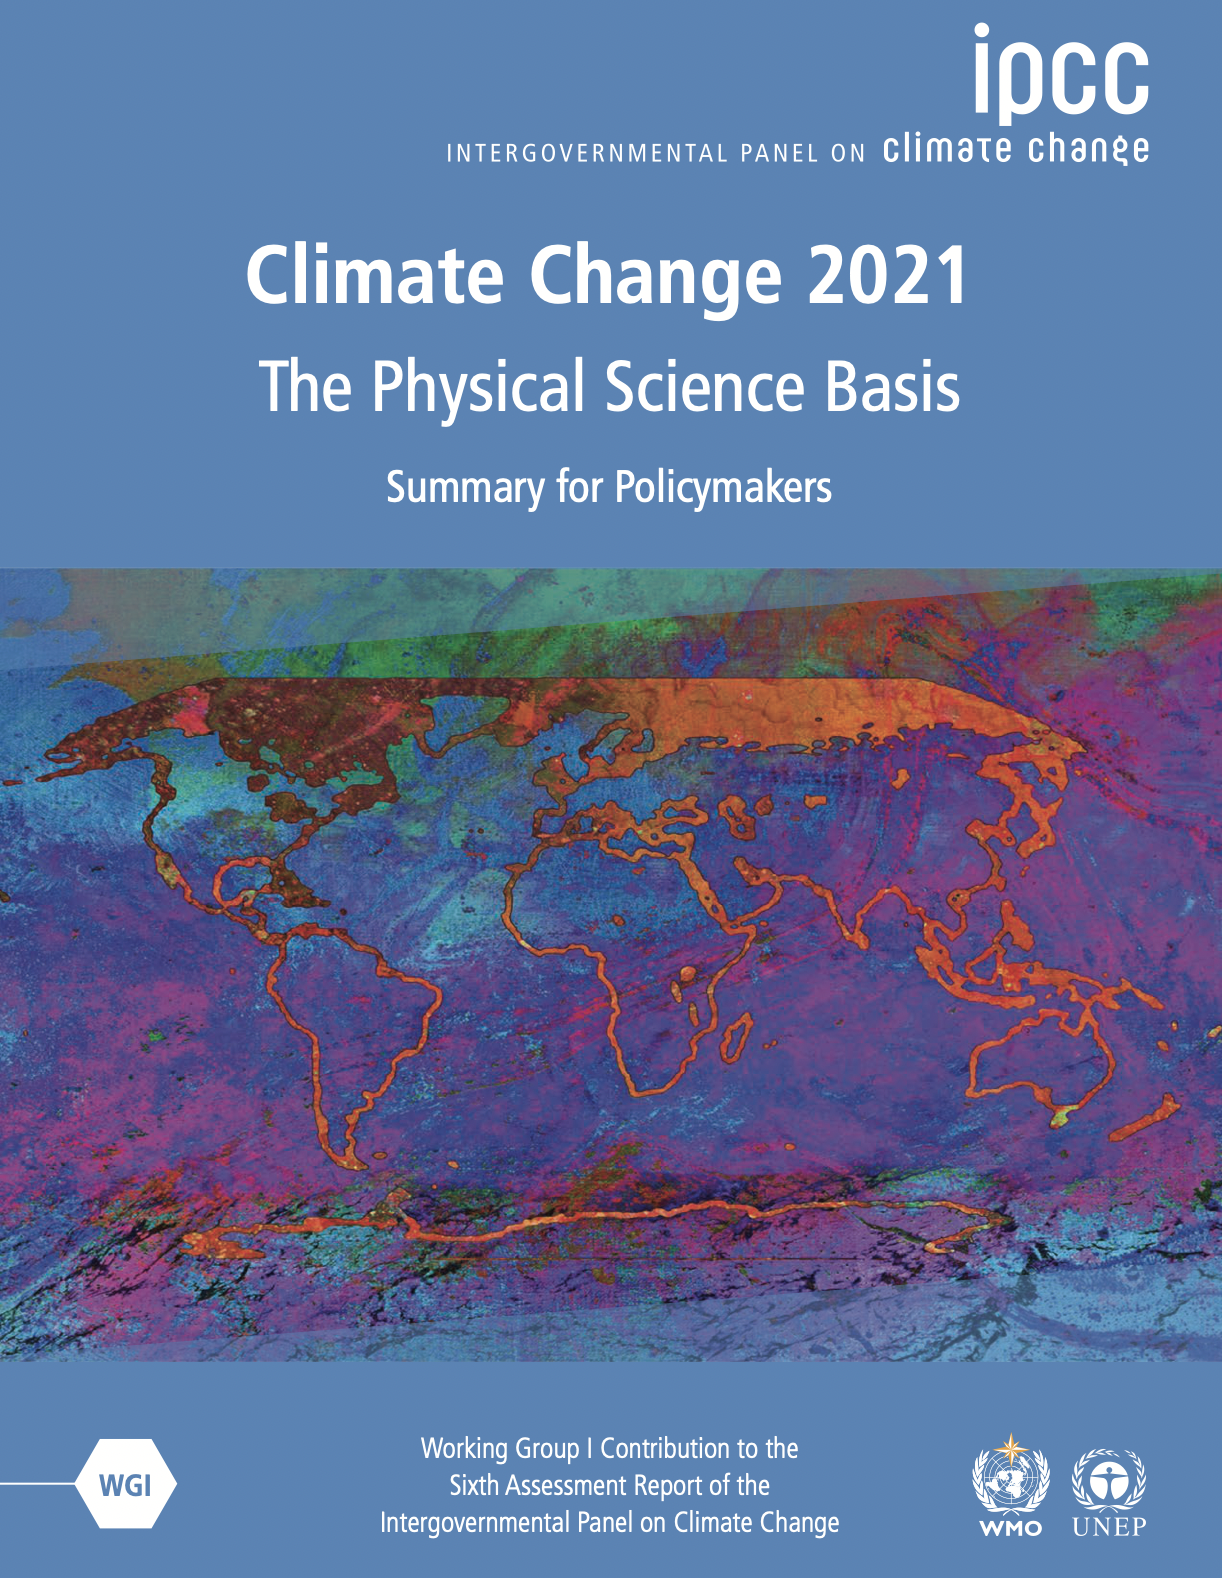 ipcc
INTERGOVERNMENTAL PANEL ON climate change
Climate Change 2021
The Physical Science Basis
Summary for Policymakers
WGI
Working Group I Contribution to the
Sixth Assessment Report of the
Intergovernmental Panel on Climate Change
WMO
UNEP